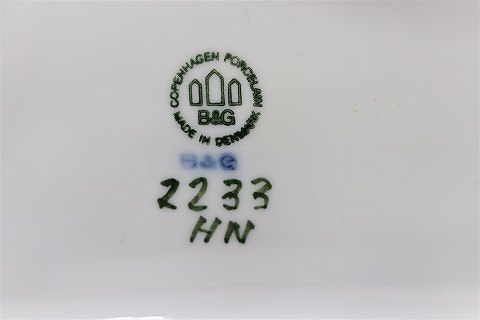 COPENHAGEN PORCELAIN
B&G
MADE IN DENMARK
B&G
2233
HN